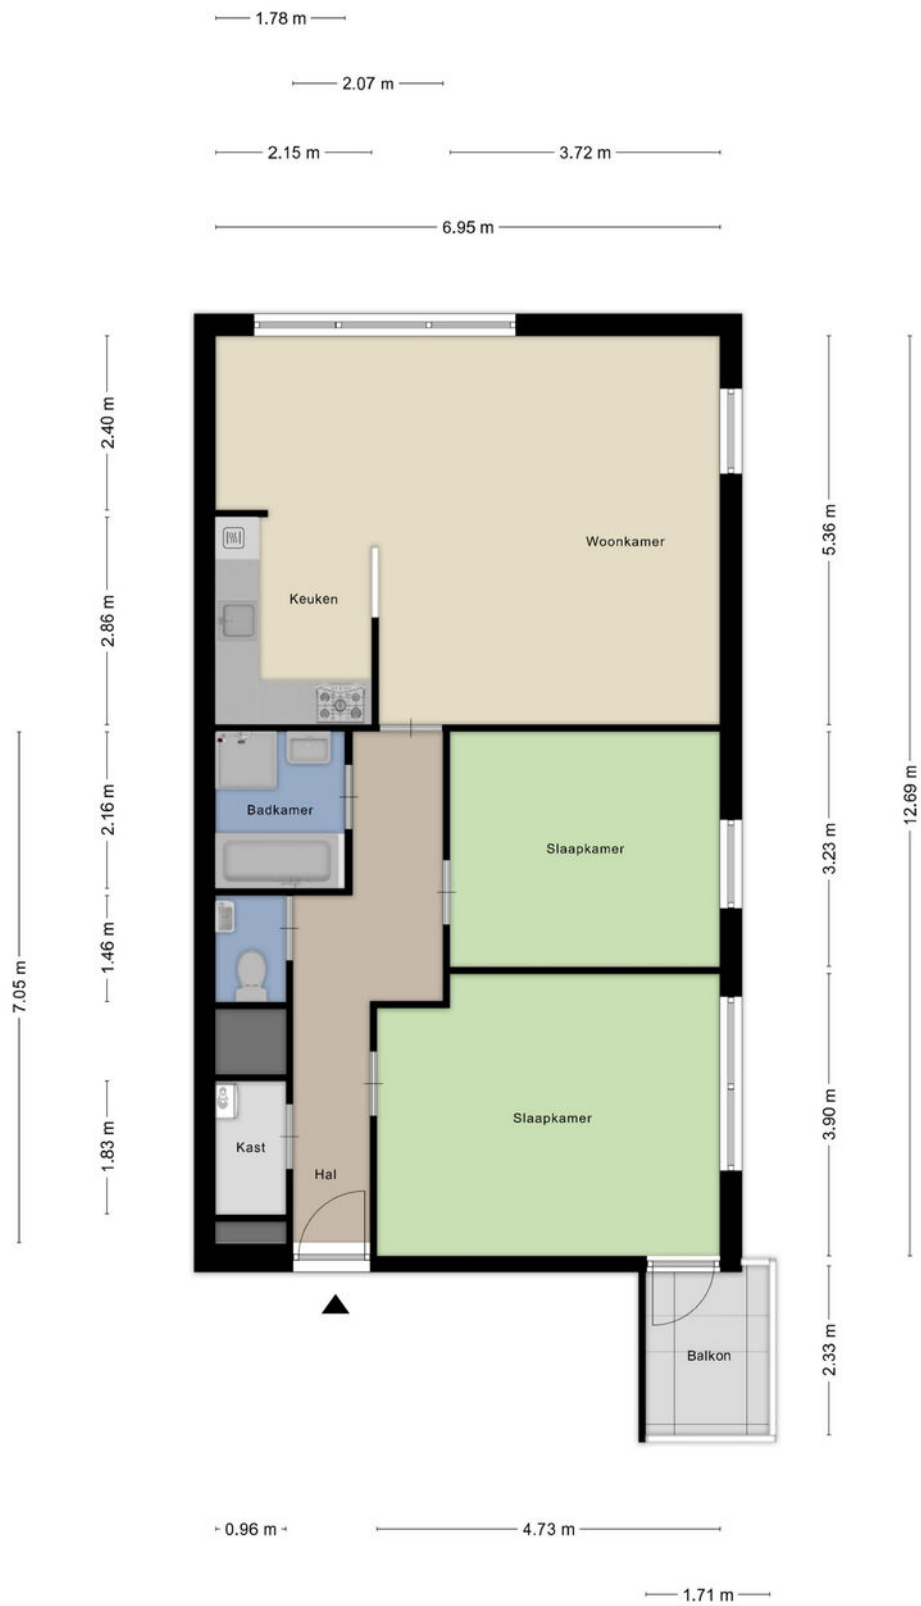 1.78 m
2.07 m
2.15 m
3.72 m
6.95 m
2.40 m
5.36 m
Woonkamer
Keuken
2.86 m
12.69 m
2.16 m
Badkamer
Slaapkamer
3.23 m
1.46 m
7.05 m
Slaapkamer
3.90 m
Kast
1.83 m
Hal
Balkon
2.33 m
0.96 m
4.73 m
1.71 m